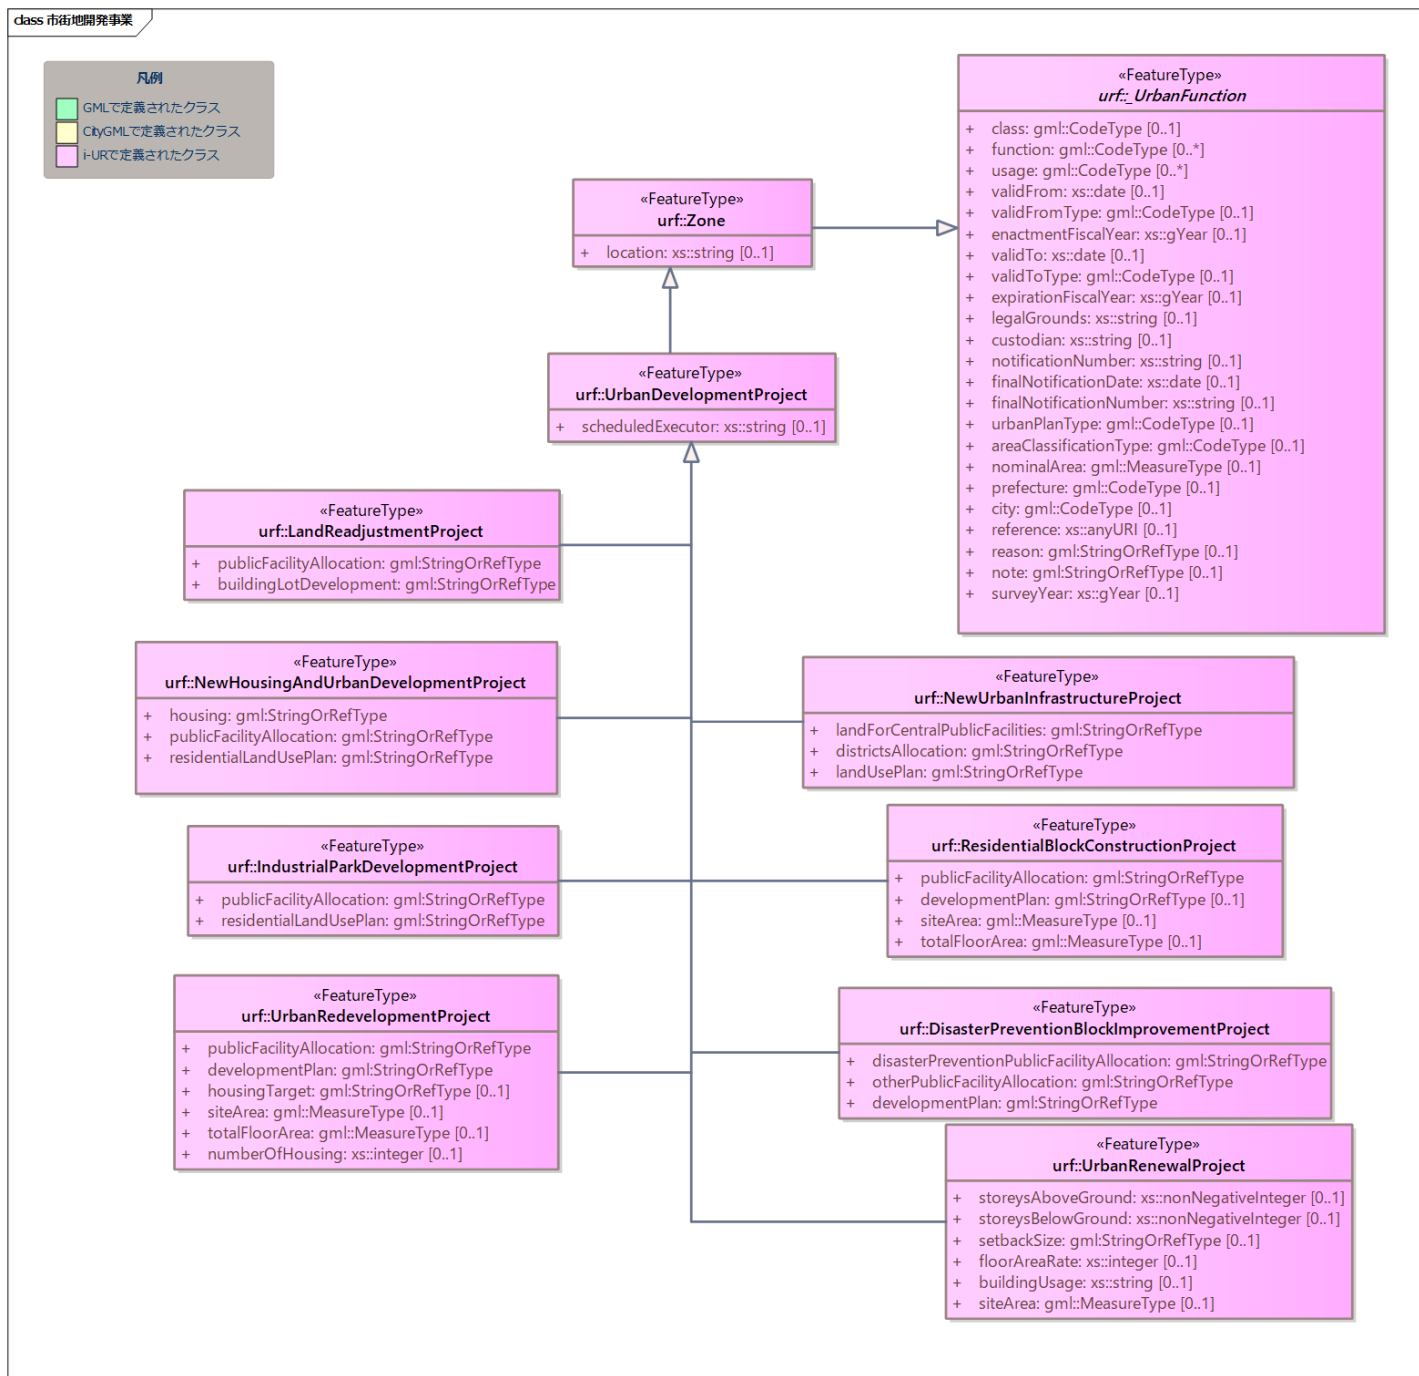 class 市街地開発事業
凡例
GMLで定義されたクラス
CityGMLで定義されたクラス
i-URで定義されたクラス
«FeatureType»
urf::_UrbanFunction
+ class: gml::CodeType [0..1]
+ function: gml::CodeType [0..*]
+ usage: gml::CodeType [0..*]
+ validFrom: xs::date [0..1]
+ validFromType: gml::CodeType [0..1]
+ enactmentFiscalYear: xs::gYear [0..1]
+ validTo: xs::date [0..1]
+ validToType: gml::CodeType [0..1]
+ expirationFiscalYear: xs::gYear [0..1]
+ legalGrounds: xs::string [0..1]
+ custodian: xs::string [0..1]
+ notificationNumber: xs::string [0..1]
+ finalNotificationDate: xs::date [0..1]
+ finalNotificationNumber: xs::string [0..1]
+ urbanPlanType: gml::CodeType [0..1]
+ areaClassificationType: gml::CodeType [0..1]
+ nominalArea: gml::MeasureType [0..1]
+ prefecture: gml::CodeType [0..1]
+ city: gml::CodeType [0..1]
+ reference: xs::anyURI [0..1]
+ reason: gml::StringOrRefType [0..1]
+ note: gml:StringOrRefType [0..1]
+ surveyYear: xs::gYear [0..1]
«FeatureType»
urf::Zone
+ location: xs::string [0..1]
«FeatureType»
urf::UrbanDevelopmentProject
+ scheduledExecutor: xs::string [0..1]
«FeatureType»
urf::LandReadjustmentProject
+ publicFacilityAllocation: gml:StringOrRefType
+ buildingLotDevelopment: gml:StringOrRefType
«FeatureType»
urf::NewHousingAndUrbanDevelopmentProject
+ housing: gml:StringOrRefType
+ publicFacilityAllocation: gml:StringOrRefType
+ residentialLandUsePlan: gml:StringOrRefType
«FeatureType»
urf::NewUrbanInfrastructureProject
+ landForCentralPublicFacilities: gml:StringOrRefType
+ districtsAllocation: gml:StringOrRefType
+ landUsePlan: gml:StringOrRefType
«FeatureType»
urf::IndustrialParkDevelopmentProject
+ publicFacilityAllocation: gml:StringOrRefType
+ residentialLandUsePlan: gml:StringOrRefType
«FeatureType»
urf::ResidentialBlockConstructionProject
+ publicFacilityAllocation: gml:StringOrRefType
+ developmentPlan: gml:StringOrRefType [0..1]
+ siteArea: gml::MeasureType [0..1]
+ totalFloorArea: gml::MeasureType [0..1]
«FeatureType»
urf::UrbanRedevelopmentProject
+ publicFacilityAllocation: gml:StringOrRefType
+ developmentPlan: gml:StringOrRefType
+ housingTarget: gml:StringOrRefType [0..1]
+ siteArea: gml::MeasureType [0..1]
+ totalFloorArea: gml::MeasureType [0..1]
+ numberOfHousing: xs::integer [0..1]
«FeatureType»
urf::DisasterPreventionBlockImprovementProject
+ disasterPreventionPublicFacilityAllocation: gml:StringOrRefType
+ otherPublicFacilityAllocation: gml:StringOrRefType
+ developmentPlan: gml:StringOrRefType
«FeatureType»
urf::UrbanRenewalProject
+ storeysAboveGround: xs::nonNegativeInteger [0..1]
+ storeysBelowGround: xs::nonNegativeInteger [0..1]
+ setbackSize: gml:StringOrRefType [0..1]
+ floorAreaRate: xs::integer [0..1]
+ buildingUsage: xs::string [0..1]
+ siteArea: gml::MeasureType [0..1]